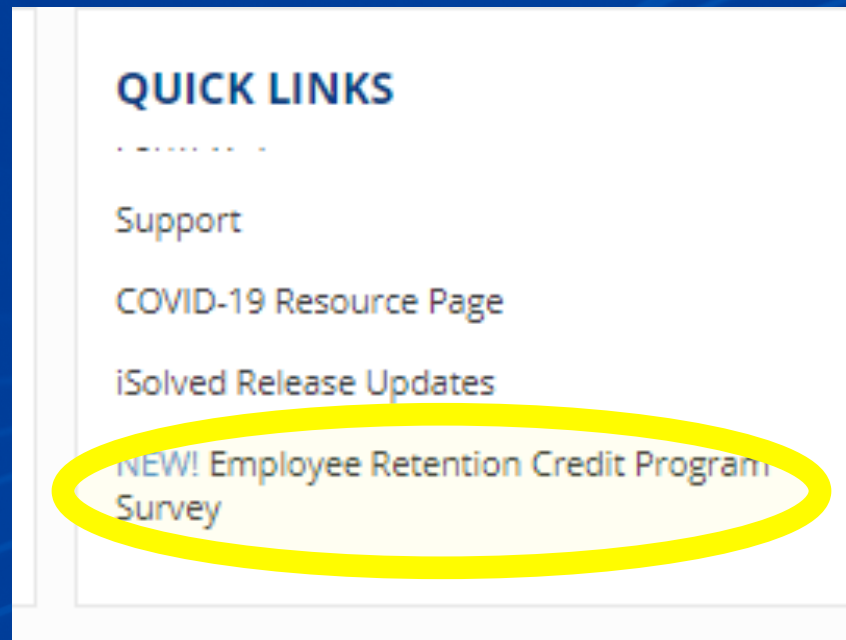 QUICK LINKS
Support
COVID-19 Resource Page
iSolved Release Updates
NEW! Employee Retention Credit Program
Survey